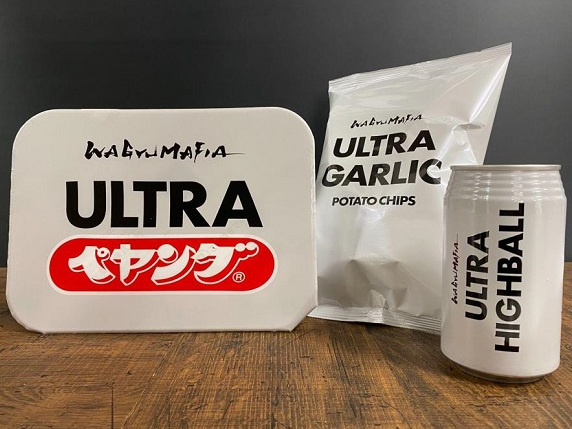 WAGYUMAFIA
ULTRA
ペヤング®
WAGYUMAFIA
ULTRA
GARLIC
POTATO CHIPS
WAGYUMAFIA
ULTRA
HIGHBALL